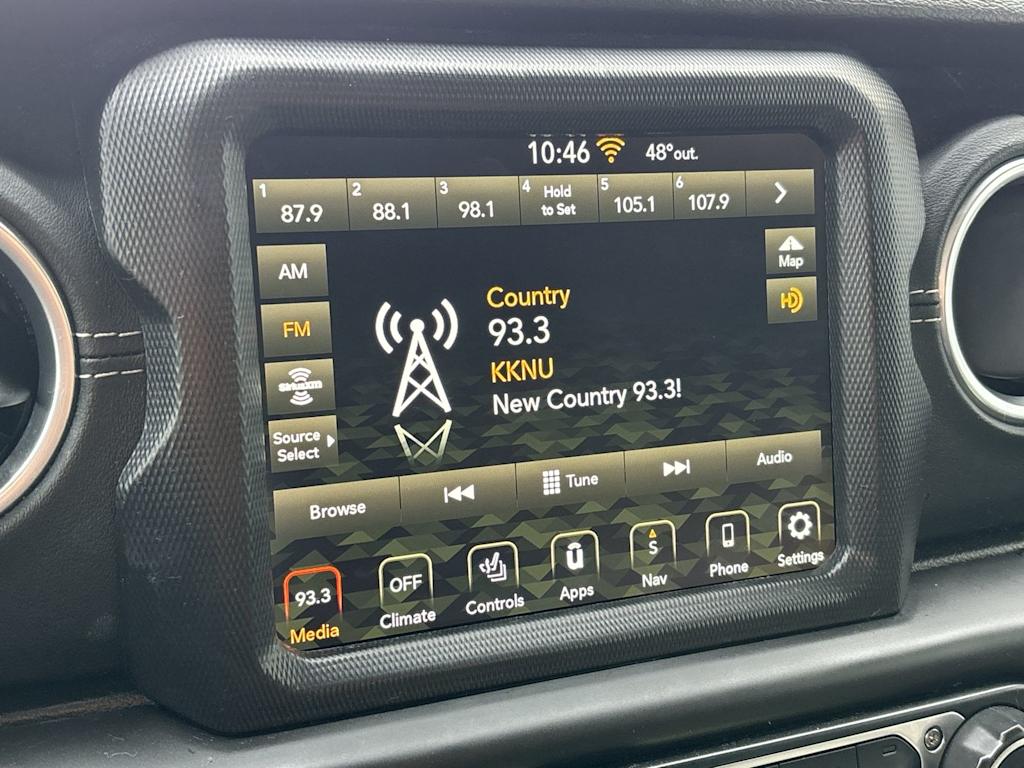 10:46 48°out.
1 87.9 2 88.1 3 98.1 4 Hold to Set 5 105.1 6 107.9
AM
FM
SiriusXM
Source
Select
Map
HD
Country
93.3
KKNU
New Country 93.3!
Browse Tune Audio
93.3 OFF û S
Media Climate Controls Apps Nav Phone Settings